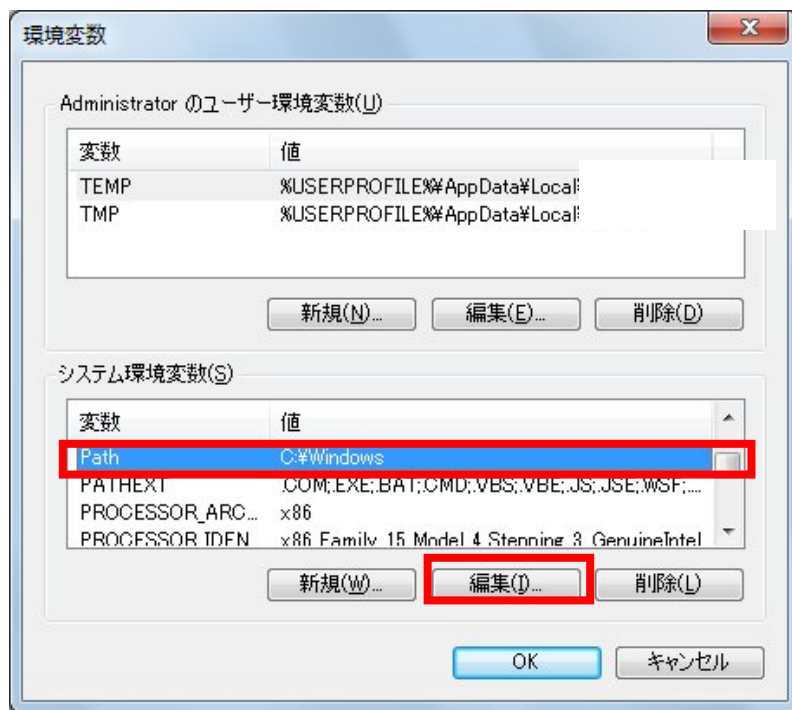 環境変数
Administrator のユーザー環境変数(U)
変数 値
TEMP %USERPROFILE%¥AppData¥Local
TMP %USERPROFILE%¥AppData¥Local
新規(N)... 編集(E)... 削除(D)
システム環境変数(S)
変数 値
Path C:¥Windows
PATHEXT .COM;.EXE;.BAT;.CMD;.VBS;.VBE;.JS;.JSE;.WSF;....
PROCESSOR_ARC... x86
PROCESSOR_IDEN x86 Family 15 Model 4 Stepping 3, GenuineIntel
新規(W)... 編集(I)... 削除(L)
OK キャンセル